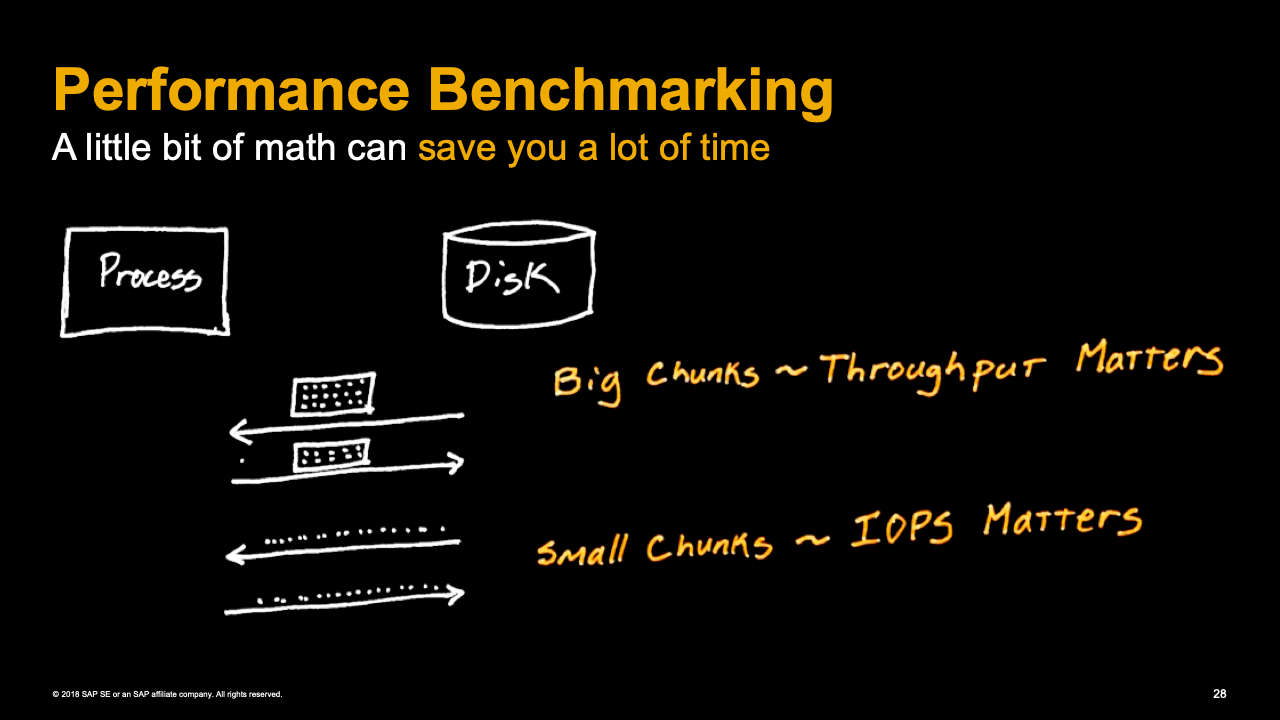 Performance Benchmarking
A little bit of math can save you a lot of time
Process
Disk
Big Chunks ~ Throughput Matters
Small Chunks ~ IOPS Matters
© 2018 SAP SE or an SAP affiliate company. All rights reserved.
28